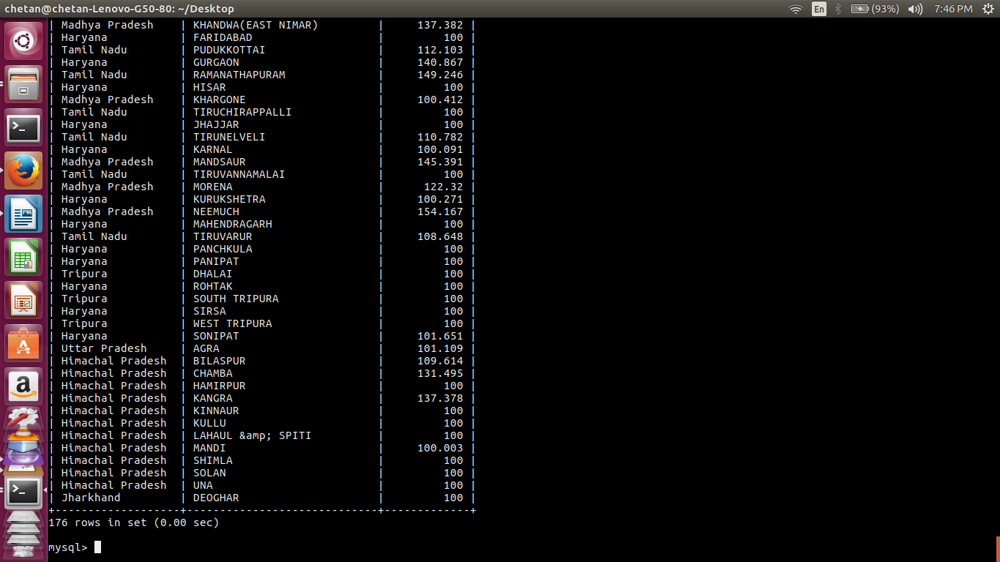 chetan@chetan-Lenovo-G50-80: ~/Desktop En (93%) 7:46 PM
| Madhya Pradesh | KHANDWA(EAST NIMAR) | 137.382 |
| Haryana | FARIDABAD | 100 |
| Tamil Nadu | PUDUKKOTTAI | 112.103 |
| Haryana | GURGAON | 140.867 |
| Tamil Nadu | RAMANATHAPURAM | 149.246 |
| Haryana | HISAR | 100 |
| Madhya Pradesh | KHARGONE | 100.412 |
| Tamil Nadu | TIRUCHIRAPPALLI | 100 |
| Haryana | JHAJJAR | 100 |
| Tamil Nadu | TIRUNELVELI | 110.782 |
| Haryana | KARNAL | 100.091 |
| Madhya Pradesh | MANDSAUR | 145.391 |
| Tamil Nadu | TIRUVANNAMALAI | 100 |
| Madhya Pradesh | MORENA | 122.32 |
| Haryana | KURUKSHETRA | 100.271 |
| Madhya Pradesh | NEEMUCH | 154.167 |
| Haryana | MAHENDRAGARH | 100 |
| Tamil Nadu | TIRUVARUR | 108.648 |
| Haryana | PANCHKULA | 100 |
| Haryana | PANIPAT | 100 |
| Tripura | DHALAI | 100 |
| Haryana | ROHTAK | 100 |
| Tripura | SOUTH TRIPURA | 100 |
| Haryana | SIRSA | 100 |
| Tripura | WEST TRIPURA | 100 |
| Haryana | SONIPAT | 101.651 |
| Uttar Pradesh | AGRA | 101.109 |
| Himachal Pradesh | BILASPUR | 109.614 |
| Himachal Pradesh | CHAMBA | 131.495 |
| Himachal Pradesh | HAMIRPUR | 100 |
| Himachal Pradesh | KANGRA | 137.378 |
| Himachal Pradesh | KINNAUR | 100 |
| Himachal Pradesh | KULLU | 100 |
| Himachal Pradesh | LAHAUL &amp; SPITI | 100 |
| Himachal Pradesh | MANDI | 100.003 |
| Himachal Pradesh | SHIMLA | 100 |
| Himachal Pradesh | SOLAN | 100 |
| Himachal Pradesh | UNA | 100 |
| Jharkhand | DEOGHAR | 100 |
+-------------------+-----------------------------+-------------+
176 rows in set (0.00 sec)
mysql>